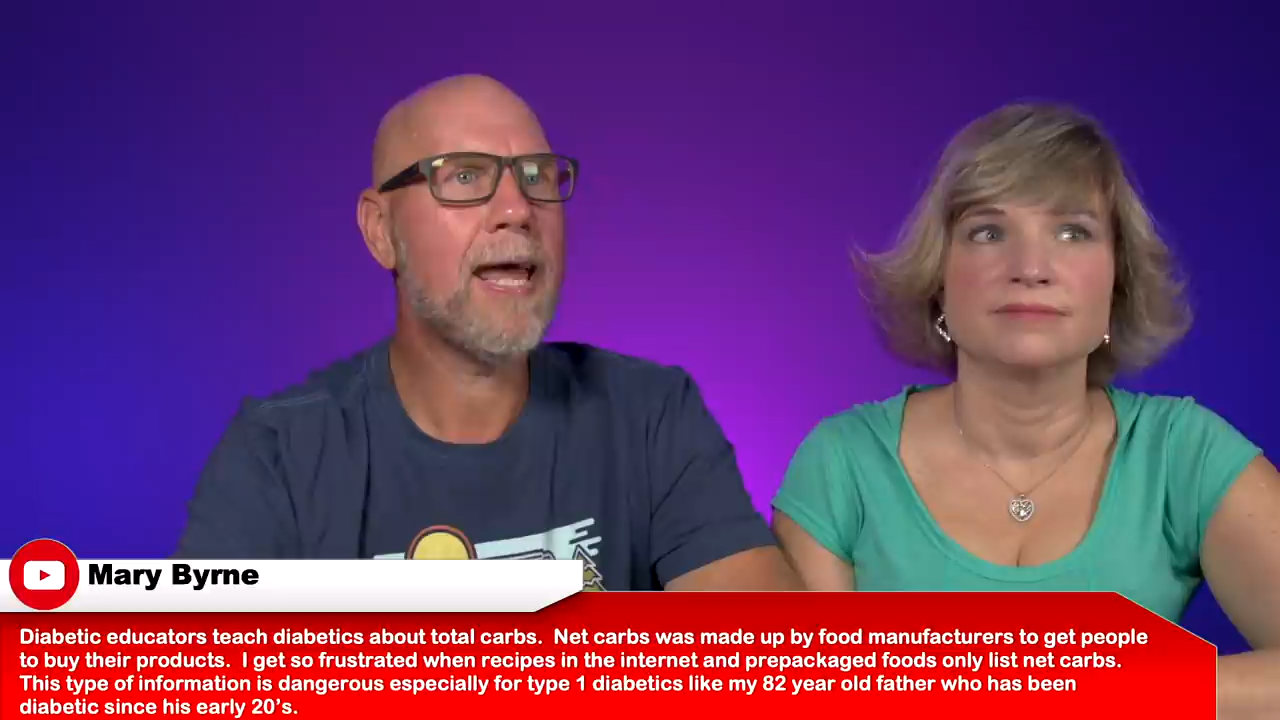 Mary Byrne
Diabetic educators teach diabetics about total carbs.  Net carbs was made up by food manufacturers to get people
to buy their products.  I get so frustrated when recipes in the internet and prepackaged foods only list net carbs.
This type of information is dangerous especially for type 1 diabetics like my 82 year old father who has been
diabetic since his early 20's.